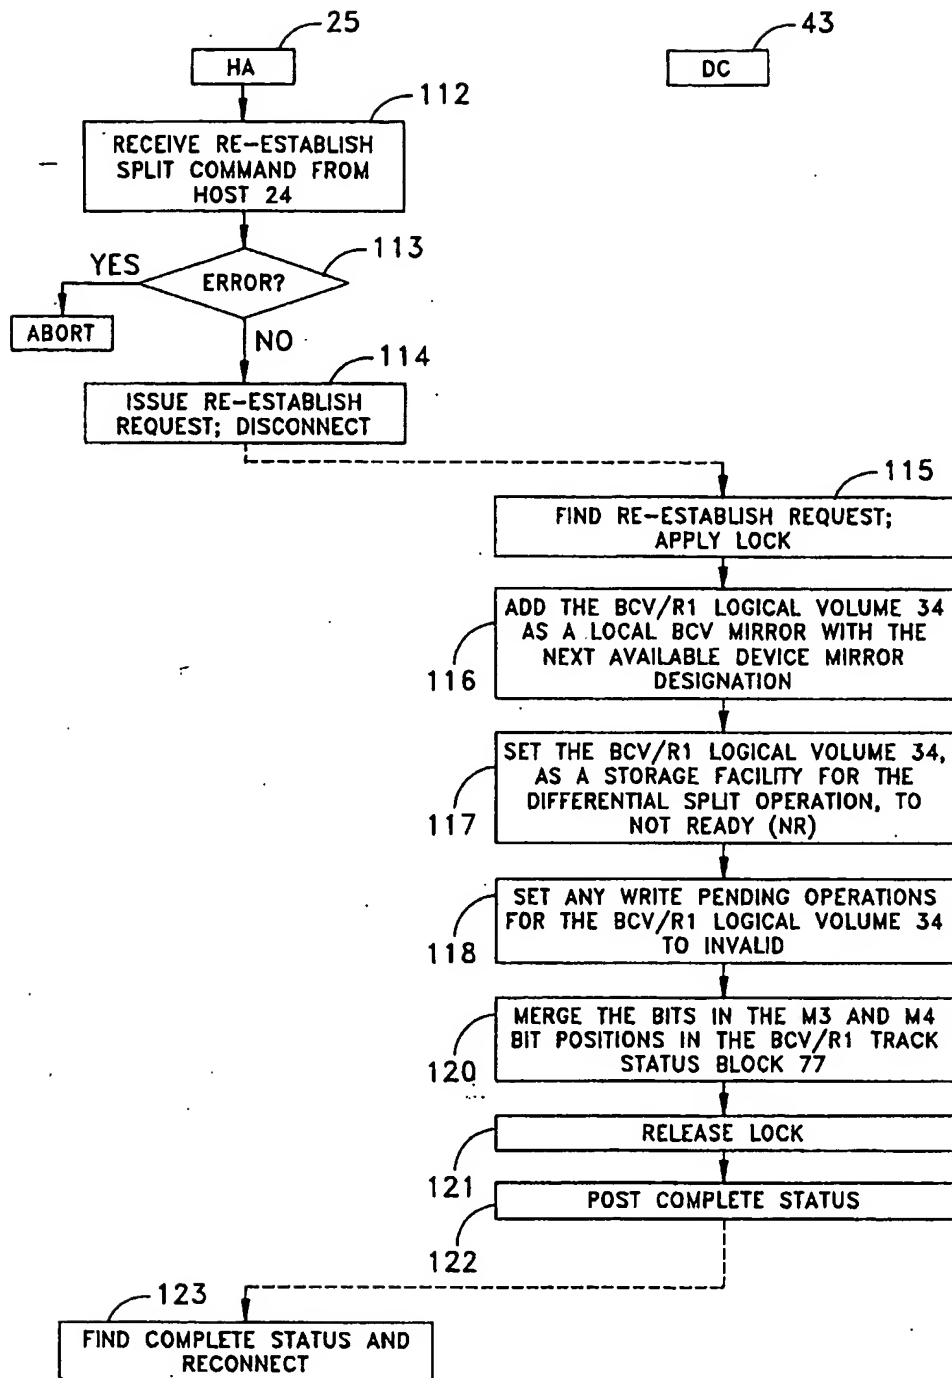 25
43
HA
DC
112
RECEIVE RE-ESTABLISH
SPLIT COMMAND FROM
HOST 24
113
YES
ERROR?
ABORT
NO
114
ISSUE RE-ESTABLISH
REQUEST; DISCONNECT
115
FIND RE-ESTABLISH REQUEST;
APPLY LOCK
ADD THE BCV/R1 LOGICAL VOLUME 34
AS A LOCAL BCV MIRROR WITH THE
NEXT AVAILABLE DEVICE MIRROR
DESIGNATION
116
SET THE BCV/R1 LOGICAL VOLUME 34,
AS A STORAGE FACILITY FOR THE
DIFFERENTIAL SPLIT OPERATION, TO
NOT READY (NR)
117
SET ANY WRITE PENDING OPERATIONS
FOR THE BCV/R1 LOGICAL VOLUME 34
TO INVALID
118
MERGE THE BITS IN THE M3 AND M4
BIT POSITIONS IN THE BCV/R1 TRACK
STATUS BLOCK 77
120
RELEASE LOCK
121
POST COMPLETE STATUS
122
123
FIND COMPLETE STATUS AND
RECONNECT